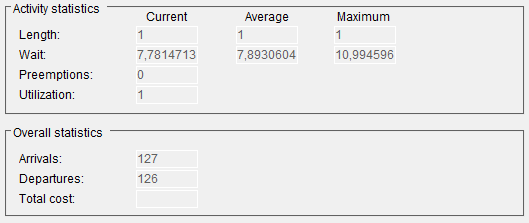 Activity statistics
Current Average Maximum
Length: 1 1 1
Wait: 7,7814713 7,8930604 10,994596
Preemptions: 0
Utilization: 1
Overall statistics
Arrivals: 127
Departures: 126
Total cost: